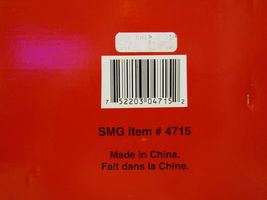 7 52203 04715 2
SMG Item # 4715
Made in China.
Fait dans la Chine.